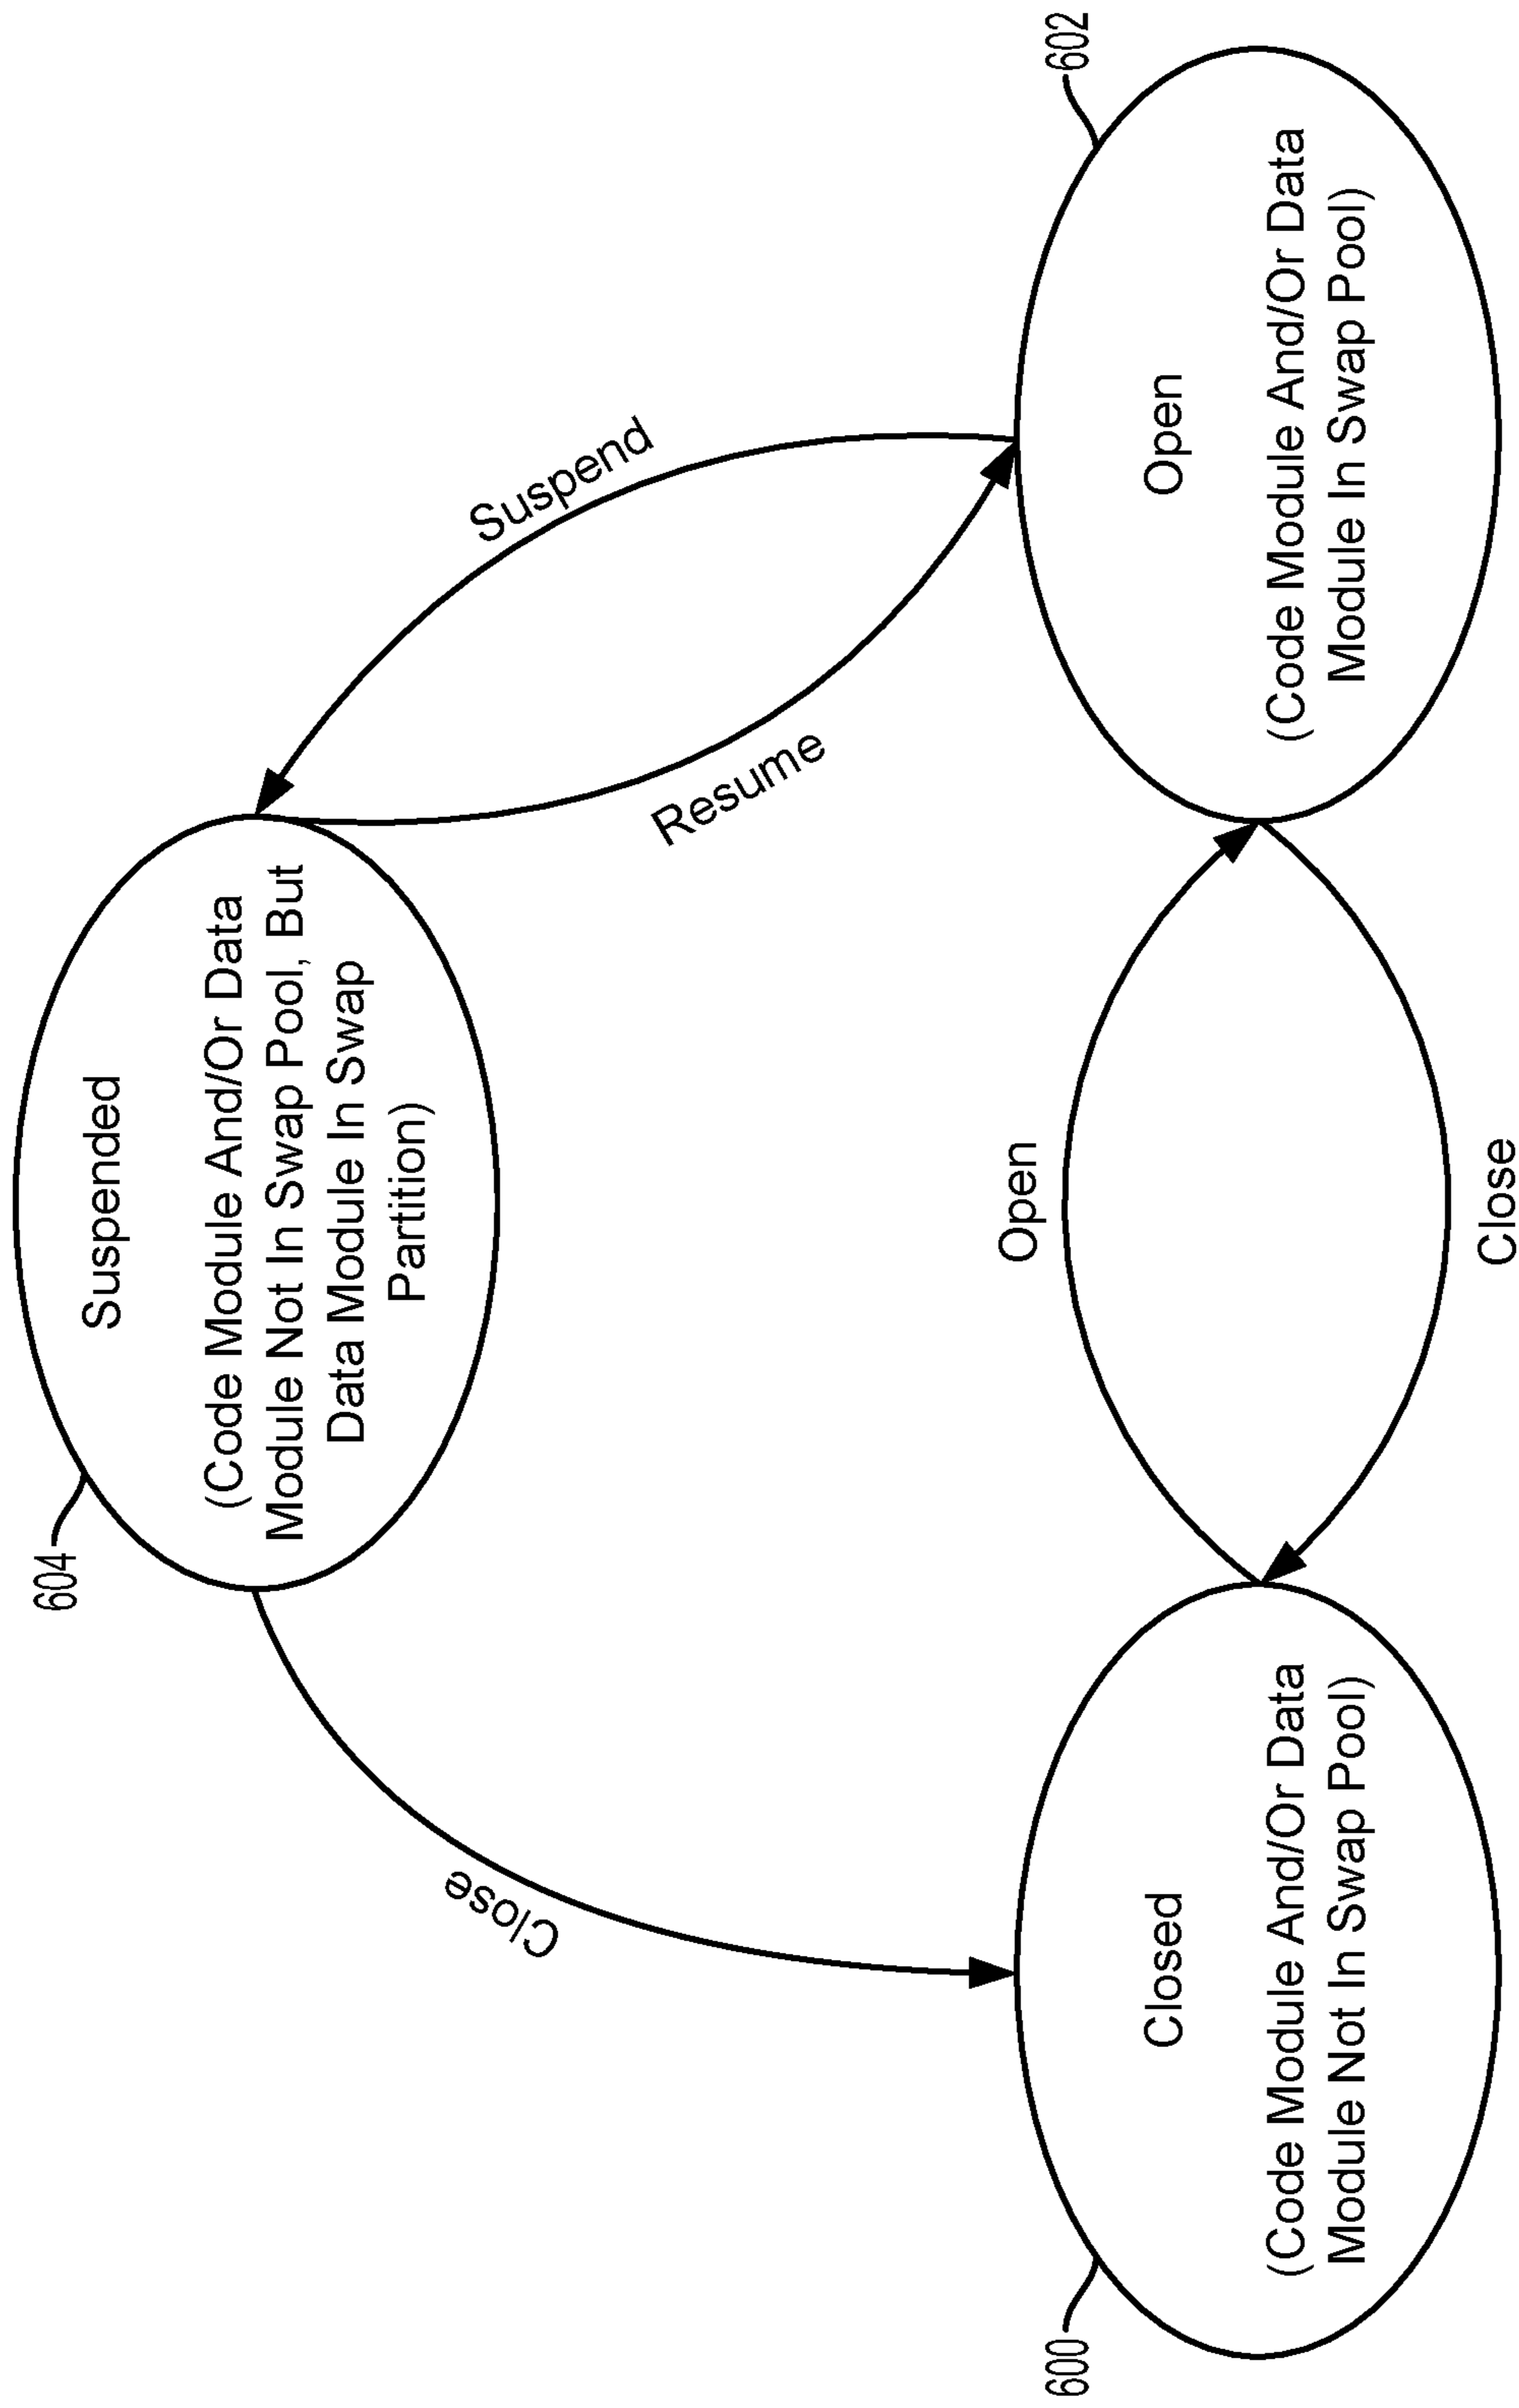 604
Suspended
(Code Module And/Or Data
Module Not In Swap Pool, But
Data Module In Swap
Partition)
Close
Suspend
Resume
600
Closed
(Code Module And/Or Data
Module Not In Swap Pool)
Open
Close
602
Open
(Code Module And/Or Data
Module In Swap Pool)